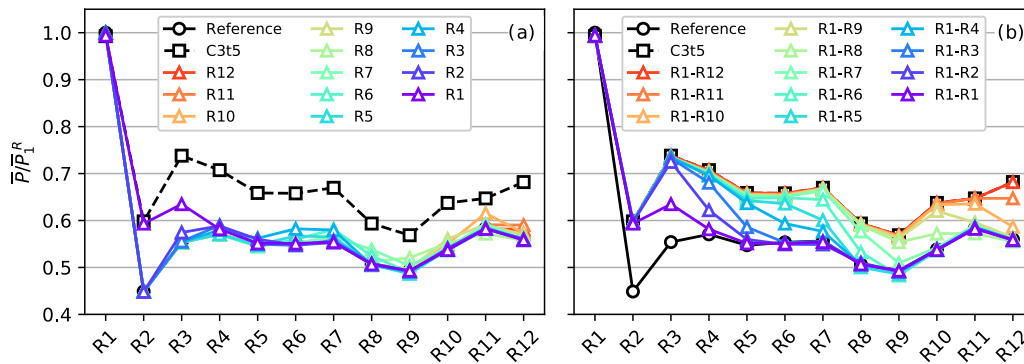 Reference
C3t5
R12
R11
R10
R9
R8
R7
R6
R5
R4
R3
R2
R1
(a)
Reference
C3t5
R1-R12
R1-R11
R1-R10
R1-R9
R1-R8
R1-R7
R1-R6
R1-R5
R1-R4
R1-R3
R1-R2
R1-R1
(b)
1.0
0.9
0.8
0.7
0.6
0.5
0.4
P̅/P̅₁ᴿ
R1 R2 R3 R4 R5 R6 R7 R8 R9 R10 R11 R12
R1 R2 R3 R4 R5 R6 R7 R8 R9 R10 R11 R12